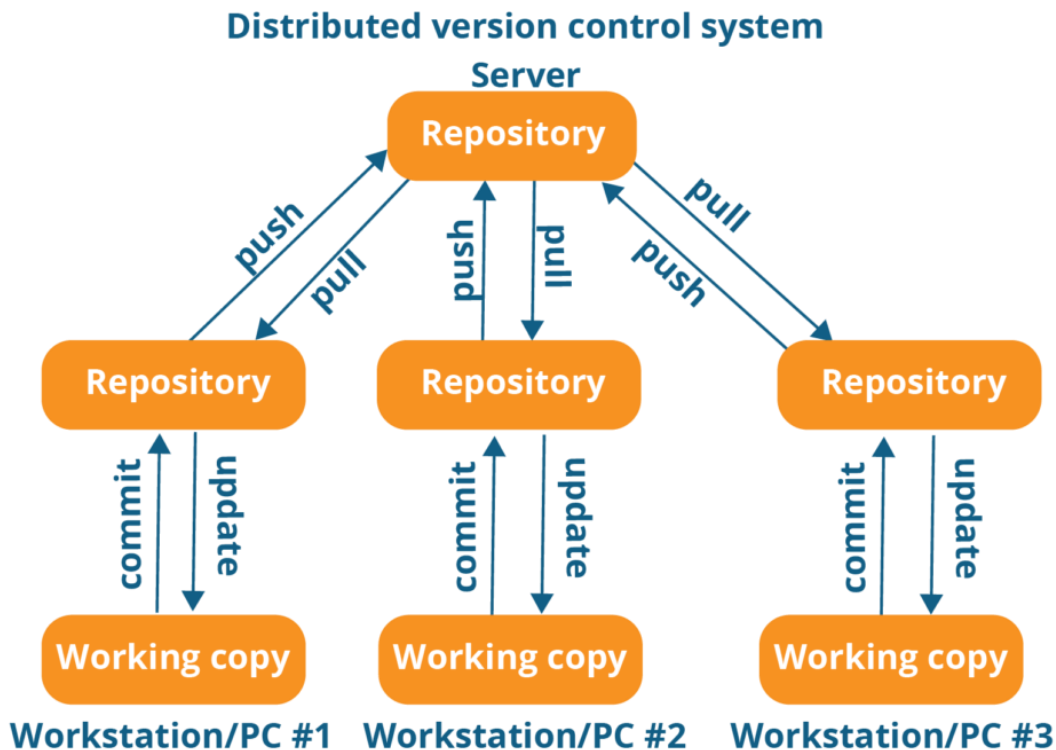 Distributed version control system
Server
Repository
push
pull
push
pull
push
pull
Repository
Repository
Repository
commit
update
commit
update
commit
update
Working copy
Working copy
Working copy
Workstation/PC #1
Workstation/PC #2
Workstation/PC #3